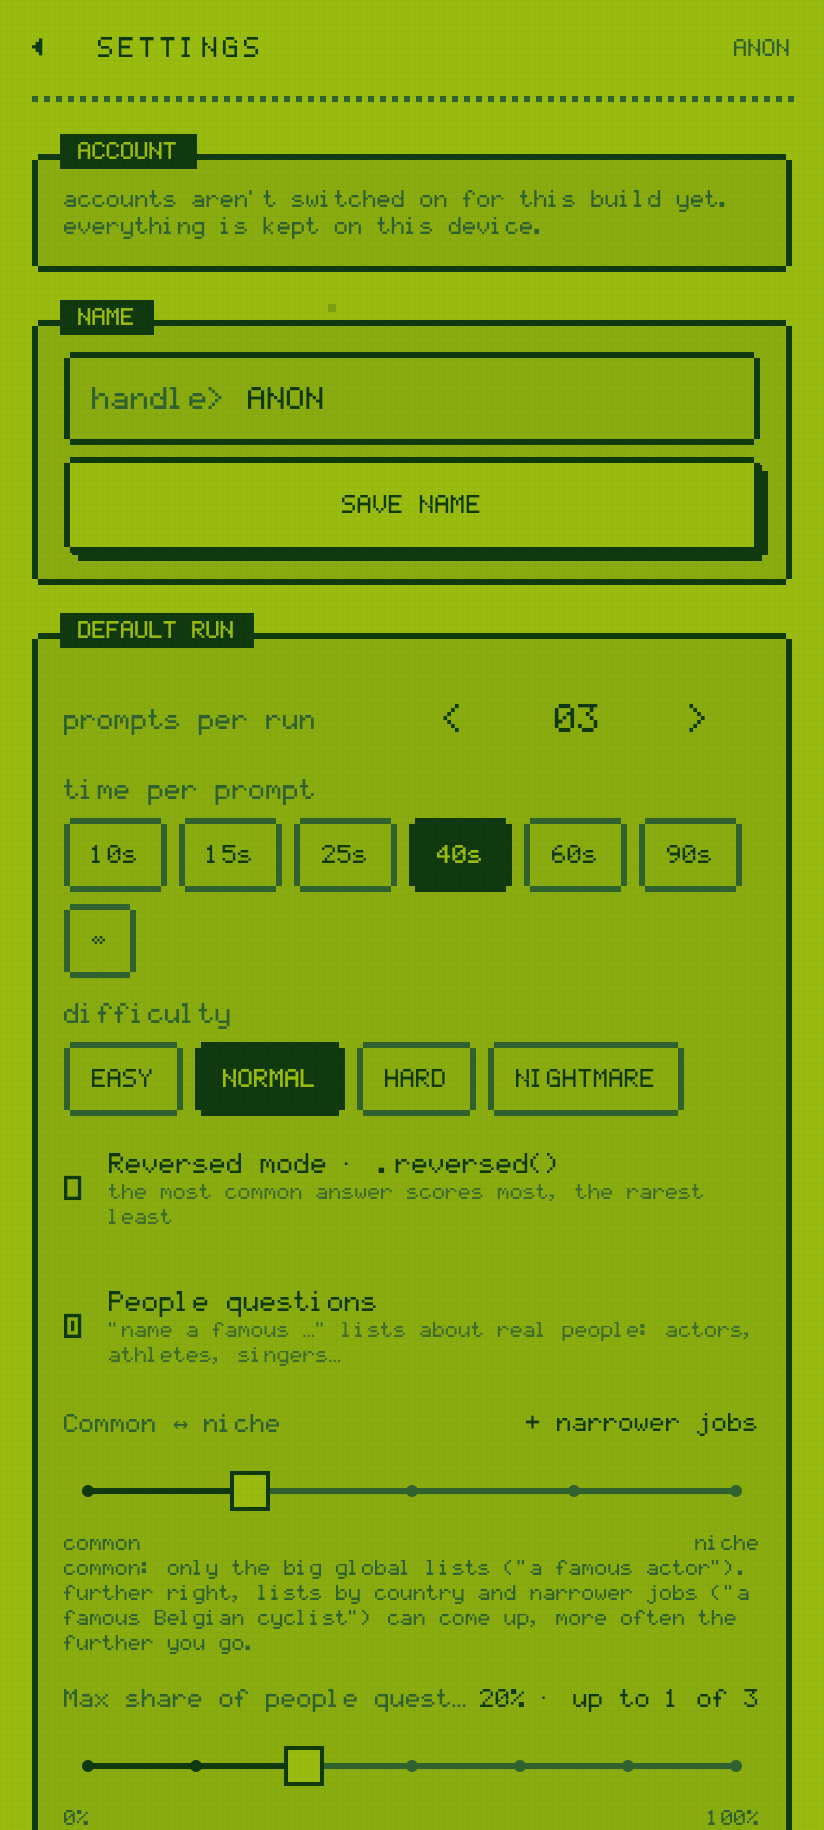 SETTINGS
ANON
ACCOUNT
accounts aren't switched on for this build yet.
everything is kept on this device.
NAME
handle> ANON
SAVE NAME
DEFAULT RUN
prompts per run < 03 >
time per prompt
10s 15s 25s 40s 60s 90s
∞
difficulty
EASY NORMAL HARD NIGHTMARE
Reversed mode · .reversed()
the most common answer scores most, the rarest
least
People questions
"name a famous …" lists about real people: actors,
athletes, singers…
Common ↔ niche + narrower jobs
common niche
common: only the big global lists ("a famous actor").
further right, lists by country and narrower jobs ("a
famous Belgian cyclist") can come up, more often the
further you go.
Max share of people quest… 20% · up to 1 of 3
0% 100%